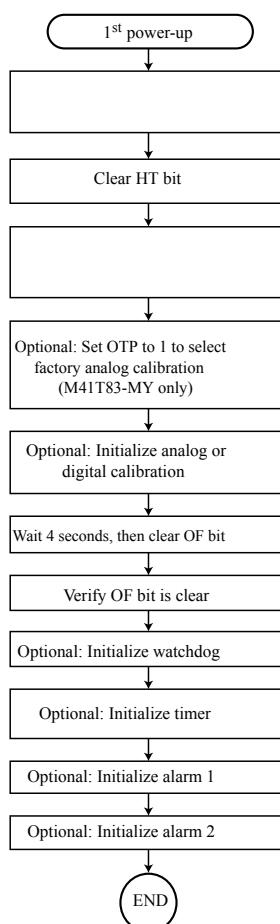 1st power-up
Clear HT bit
Optional: Set OTP to 1 to select
factory analog calibration
(M41T83-MY only)
Optional: Initialize analog or
digital calibration
Wait 4 seconds, then clear OF bit
Verify OF bit is clear
Optional: Initialize watchdog
Optional: Initialize timer
Optional: Initialize alarm 1
Optional: Initialize alarm 2
END